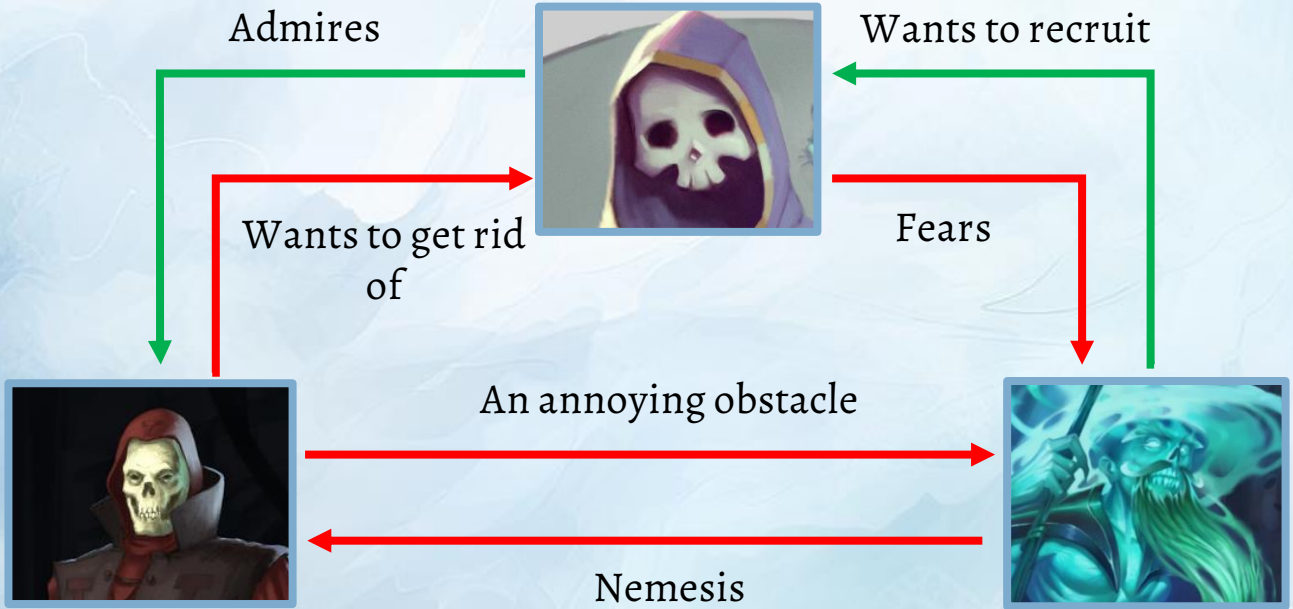 Admires
Wants to recruit
Wants to get rid
of
Fears
An annoying obstacle
Nemesis